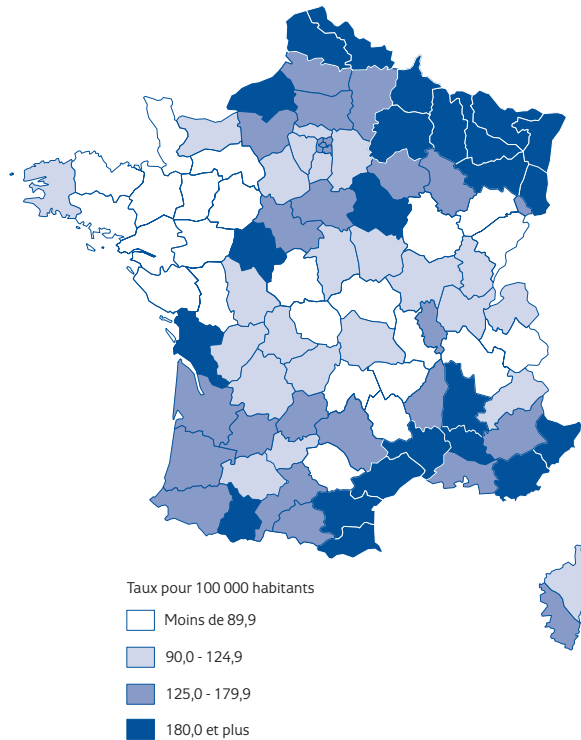 Taux pour 100 000 habitants
Moins de 89,9
90,0 - 124,9
125,0 - 179,9
180,0 et plus